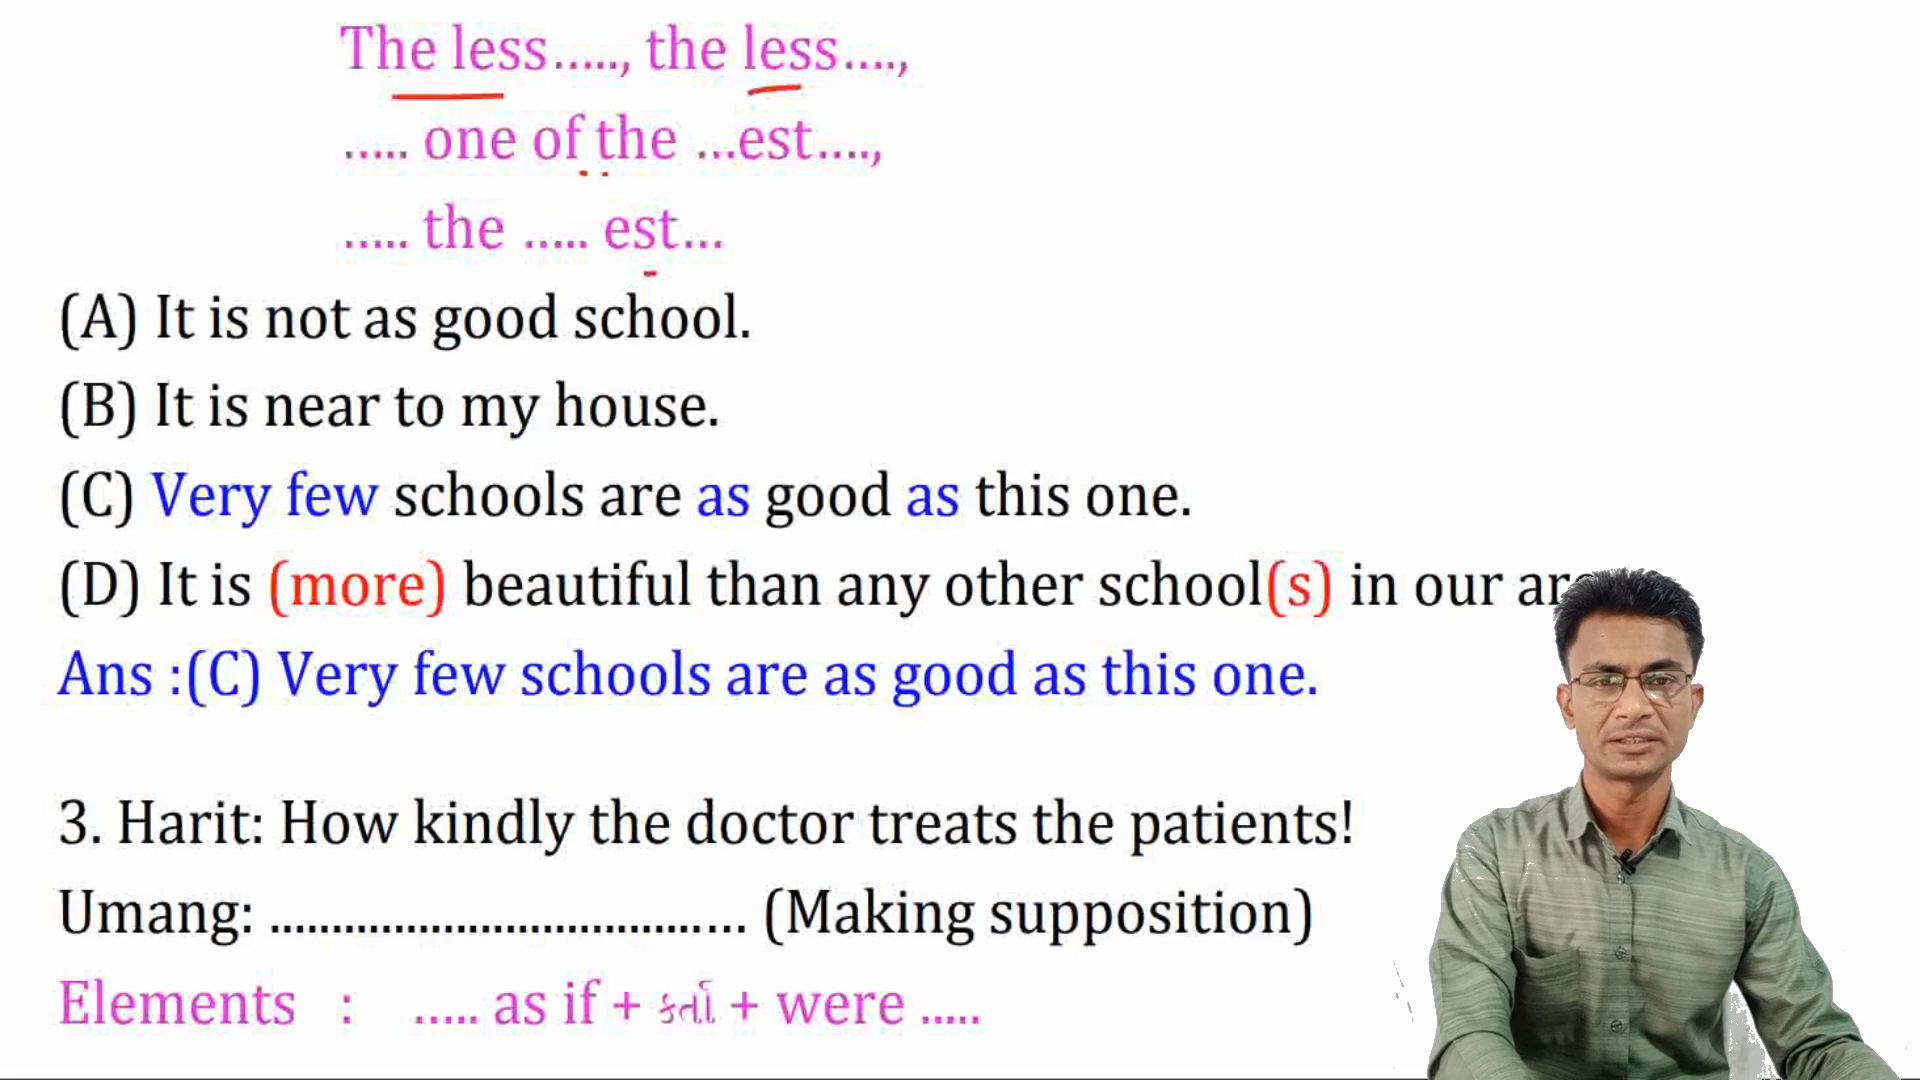 The less....., the less....,
..... one of the ...est....,
..... the ..... est...
(A) It is not as good school.
(B) It is near to my house.
(C) Very few schools are as good as this one.
(D) It is (more) beautiful than any other school(s) in our
Ans :(C) Very few schools are as good as this one.
3. Harit: How kindly the doctor treats the patients!
Umang: ..................................... (Making supposition)
Elements : ..... as if + કર્તા + were .....